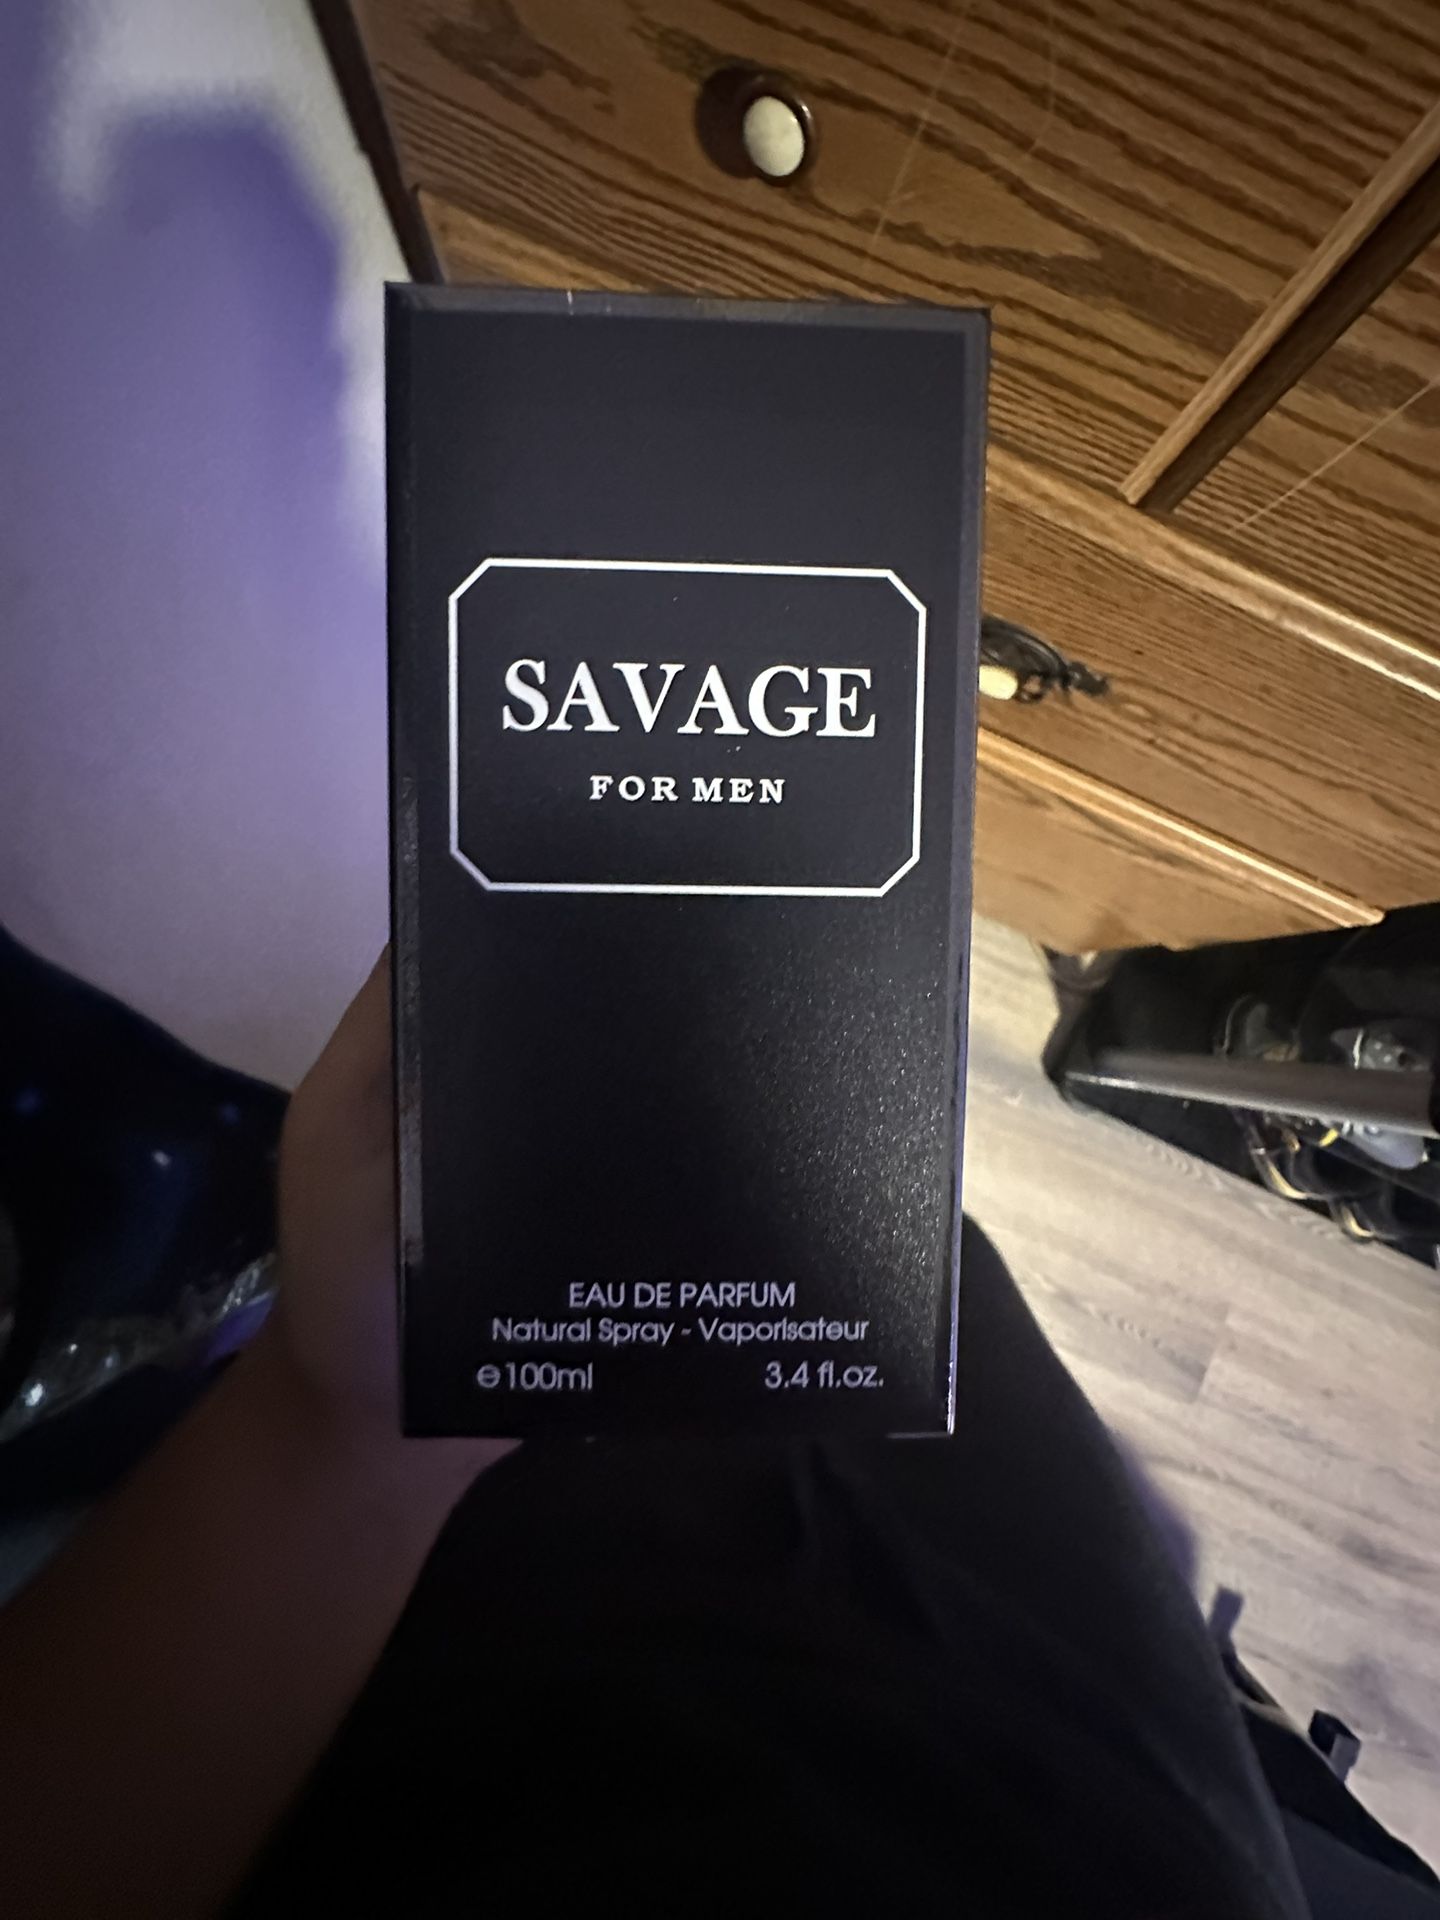 SAVAGE
FOR MEN
EAU DE PARFUM
Natural Spray - Vaporisateur
℮100ml 3.4 fl.oz.